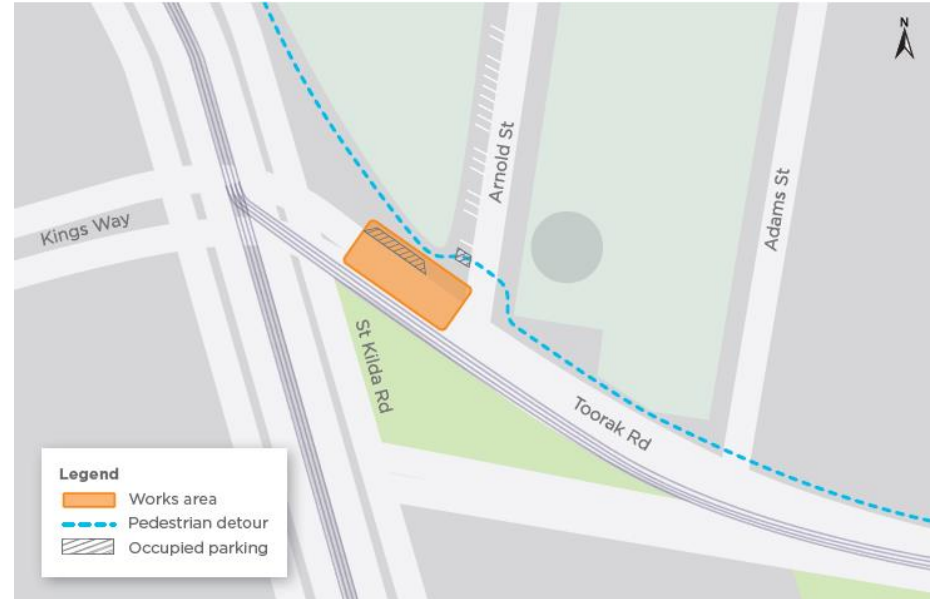 N
Arnold St
Adams St
Kings Way
St Kilda Rd
Toorak Rd
Legend
Works area
Pedestrian detour
Occupied parking